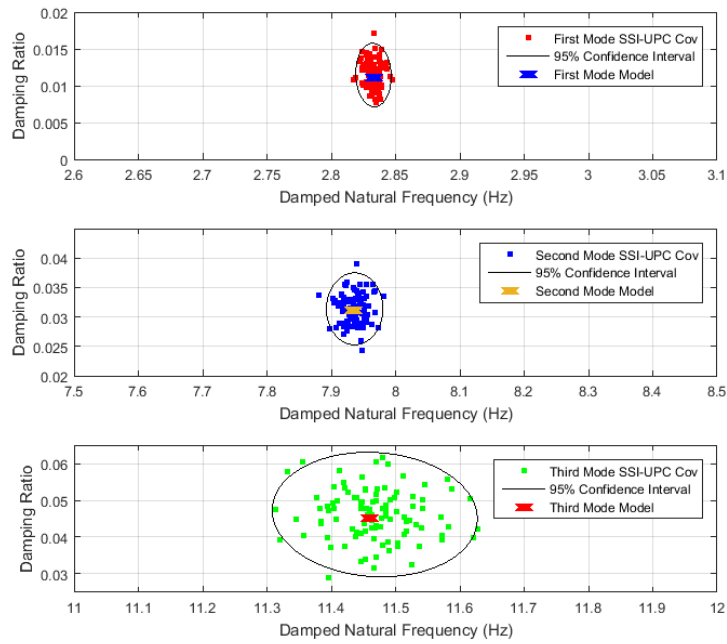 0.02
0.015
0.01
0.005
0
Damping Ratio
2.6 2.65 2.7 2.75 2.8 2.85 2.9 2.95 3 3.05 3.1
Damped Natural Frequency (Hz)
First Mode SSI-UPC Cov
95% Confidence Interval
First Mode Model
0.04
0.035
0.03
0.025
0.02
Damping Ratio
7.5 7.6 7.7 7.8 7.9 8 8.1 8.2 8.3 8.4 8.5
Damped Natural Frequency (Hz)
Second Mode SSI-UPC Cov
95% Confidence Interval
Second Mode Model
0.06
0.05
0.04
0.03
Damping Ratio
11 11.1 11.2 11.3 11.4 11.5 11.6 11.7 11.8 11.9 12
Damped Natural Frequency (Hz)
Third Mode SSI-UPC Cov
95% Confidence Interval
Third Mode Model